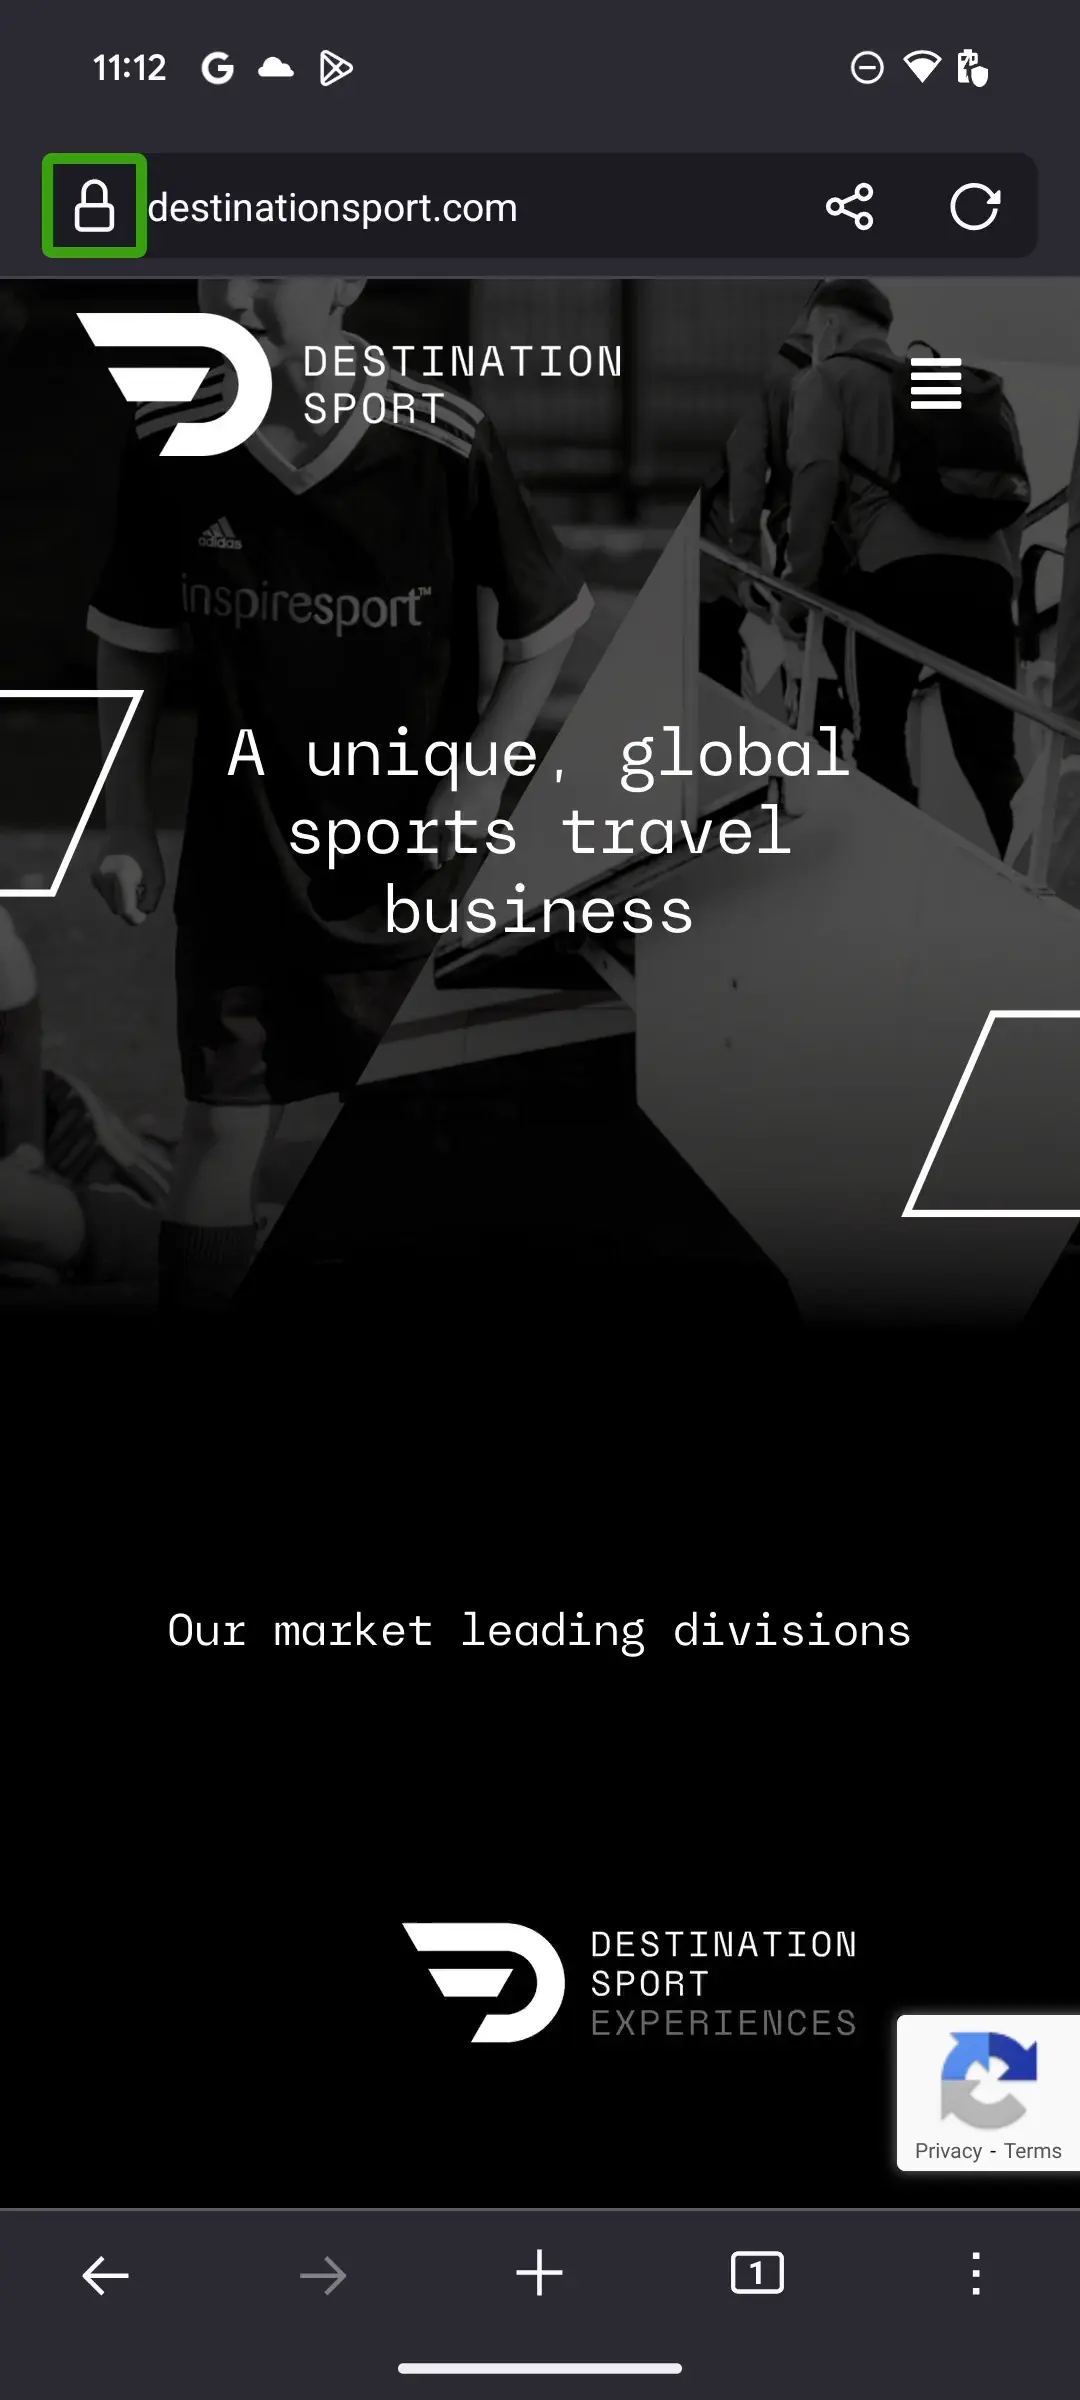 11:12
destinationsport.com
DESTINATION
SPORT
adidas
inspiresport™
A unique, global
sports travel
business
Our market leading divisions
DESTINATION
SPORT
EXPERIENCES
Privacy - Terms
1